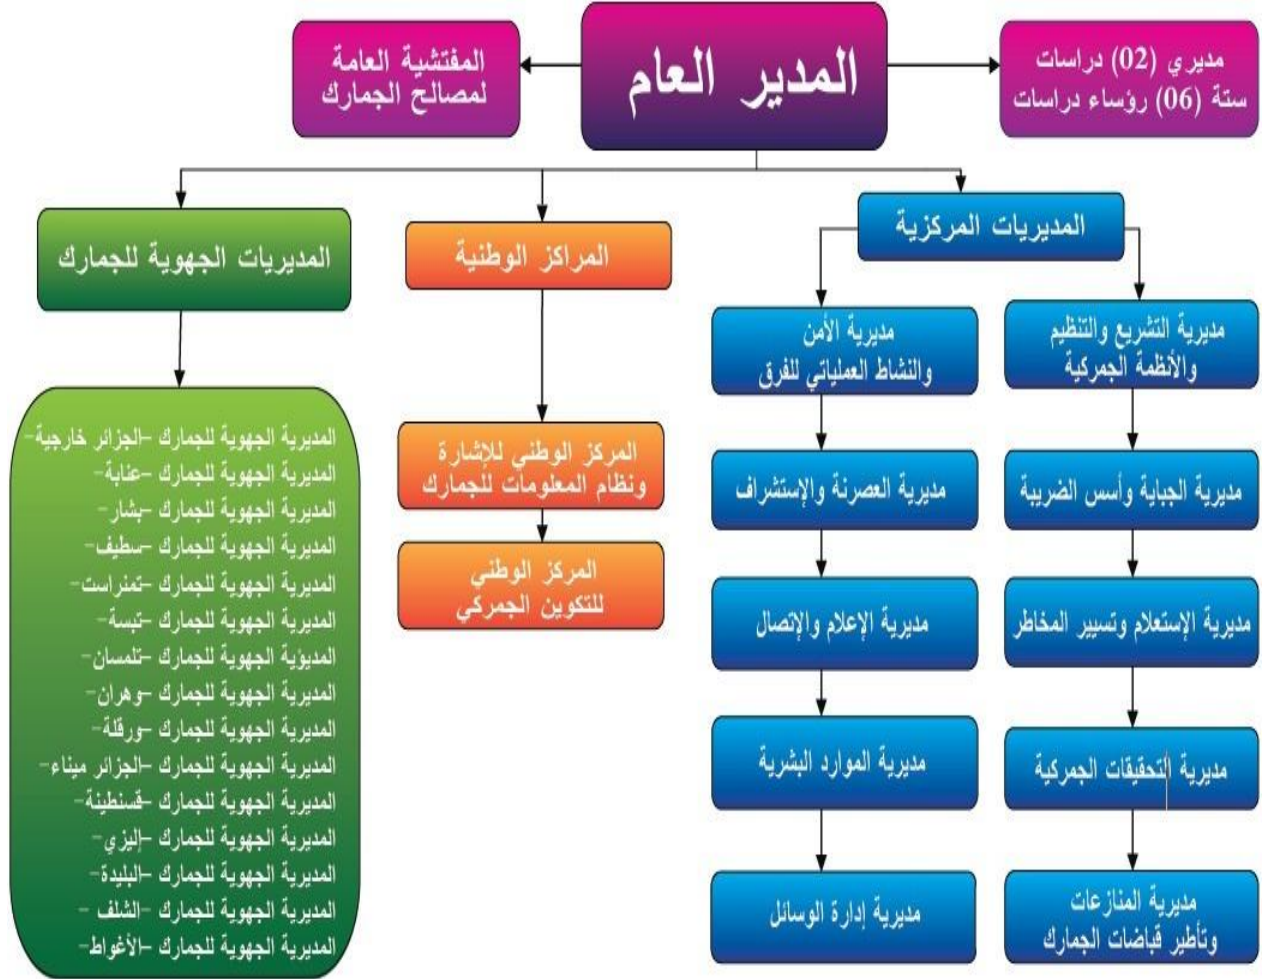 المدير العام
مديري (02) دراسات
ستة (06) رؤساء دراسات
المفتشية العامة
لمصالح الجمارك
المديريات المركزية
المراكز الوطنية
المديريات الجهوية للجمارك
مديرية التشريع والتنظيم
والأنظمة الجمركية
مديرية الجباية وأسس الضريبة
مديرية الإستعلام وتسيير المخاطر
مديرية التحقيقات الجمركية
مديرية المنازعات
وتأطير قباضات الجمارك
مديرية الأمن
والنشاط العملياتي للفرق
مديرية العصرنة والإستشراف
مديرية الإعلام والإتصال
مديرية الموارد البشرية
مديرية إدارة الوسائل
المركز الوطني للإشارة
ونظام المعلومات للجمارك
المركز الوطني
للتكوين الجمركي
المديرية الجهوية للجمارك –الجزائر خارجية-
المديرية الجهوية للجمارك –عنابة-
المديرية الجهوية للجمارك –بشار-
المديرية الجهوية للجمارك –سطيف-
المديرية الجهوية للجمارك –تمنراست-
المديرية الجهوية للجمارك –تبسة-
المديؤية الجهوية للجمارك –تلمسان-
المديرية الجهوية للجمارك –وهران-
المديرية الجهوية للجمارك –ورقلة-
المديرية الجهوية للجمارك –الجزائر ميناء-
المديرية الجهوية للجمارك –قسنطينة-
المديرية الجهوية للجمارك –إليزي-
المديرية الجهوية للجمارك –البليدة-
المديرية الجهوية للجمارك –الشلف -
المديرية الجهوية للجمارك –الأغواط-